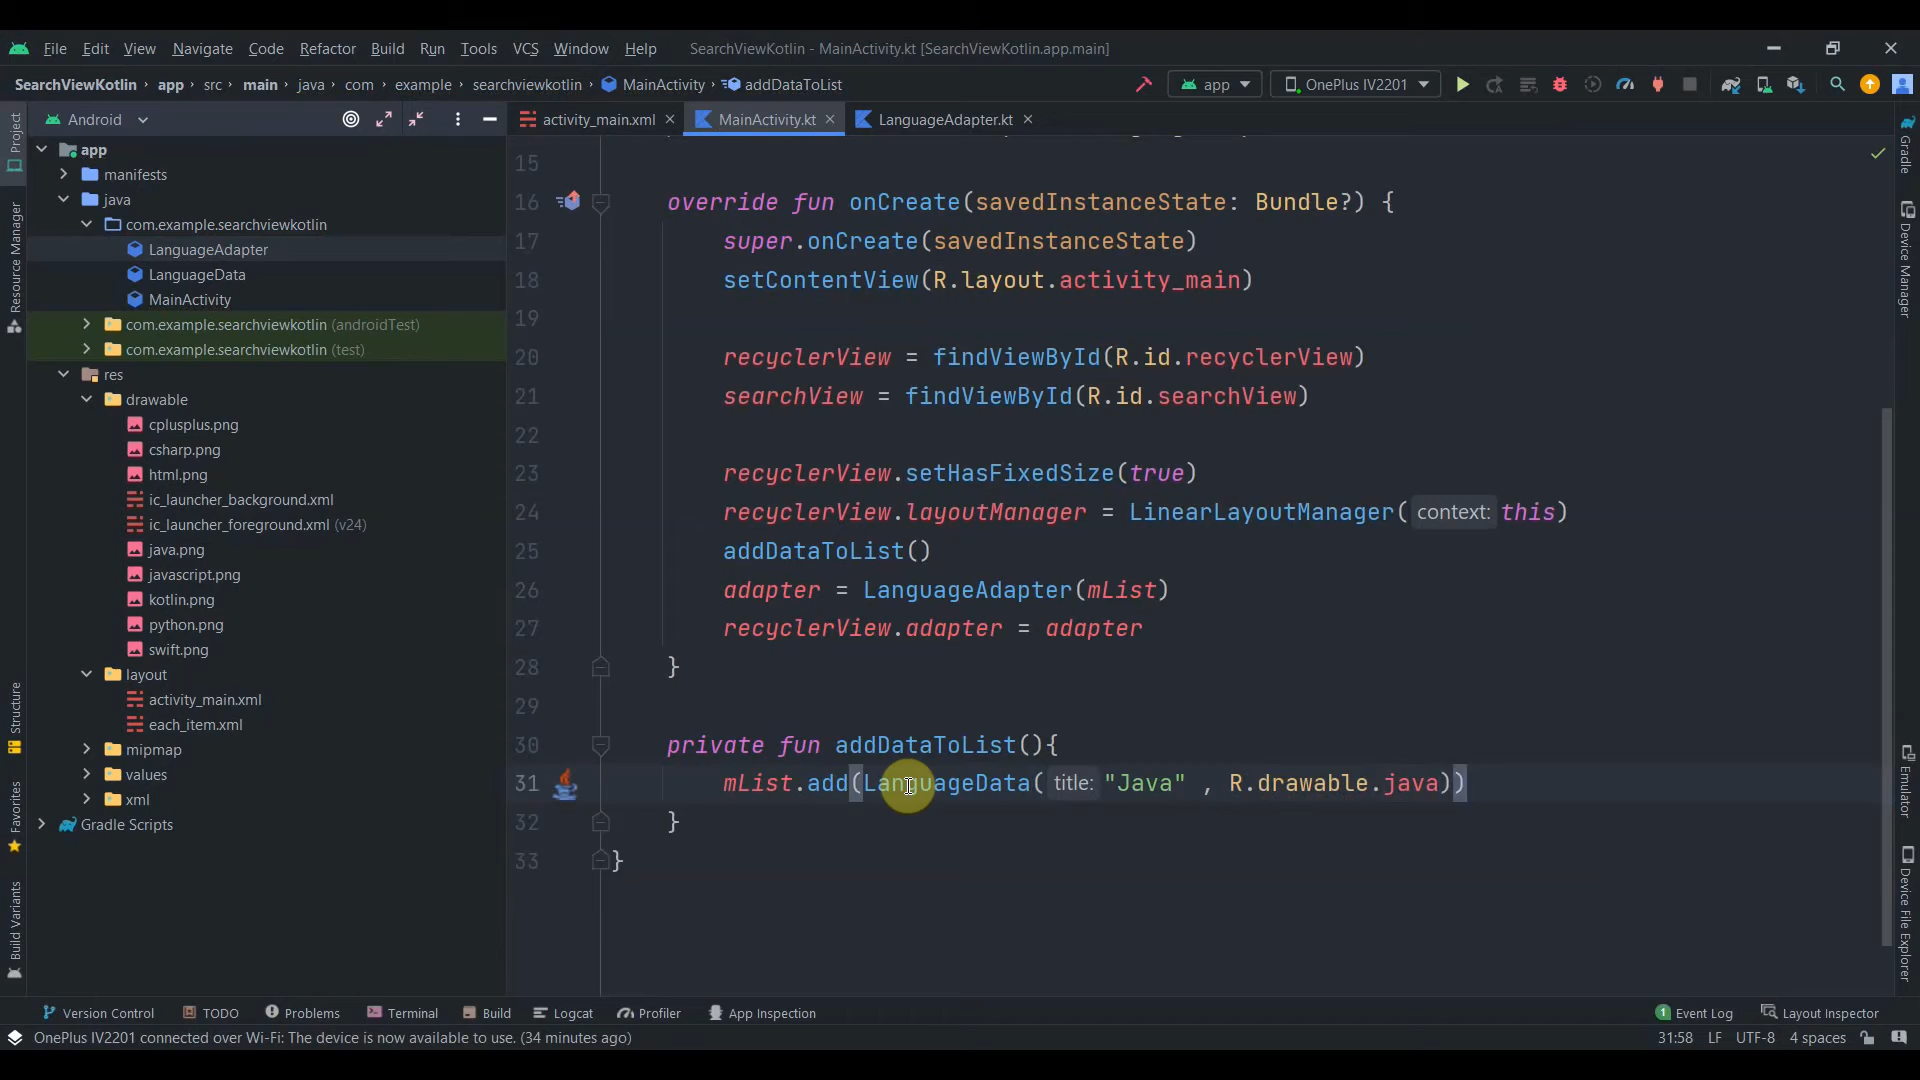 File Edit View Navigate Code Refactor Build Run Tools VCS Window Help SearchViewKotlin - MainActivity.kt [SearchViewKotlin.app.main]
SearchViewKotlin app src main java com example searchviewkotlin MainActivity addDataToList app OnePlus IV2201
Android
activity_main.xml MainActivity.kt LanguageAdapter.kt
Project
Resource Manager
Structure
Favorites
Build Variants
app
manifests
java
com.example.searchviewkotlin
LanguageAdapter
LanguageData
MainActivity
com.example.searchviewkotlin (androidTest)
com.example.searchviewkotlin (test)
res
drawable
cplusplus.png
csharp.png
html.png
ic_launcher_background.xml
ic_launcher_foreground.xml (v24)
java.png
javascript.png
kotlin.png
python.png
swift.png
layout
activity_main.xml
each_item.xml
mipmap
values
xml
Gradle Scripts
15
16 override fun onCreate(savedInstanceState: Bundle?) {
17 super.onCreate(savedInstanceState)
18 setContentView(R.layout.activity_main)
19
20 recyclerView = findViewById(R.id.recyclerView)
21 searchView = findViewById(R.id.searchView)
22
23 recyclerView.setHasFixedSize(true)
24 recyclerView.layoutManager = LinearLayoutManager( context: this)
25 addDataToList()
26 adapter = LanguageAdapter(mList)
27 recyclerView.adapter = adapter
28 }
29
30 private fun addDataToList(){
31 mList.add(LanguageData( title: "Java" , R.drawable.java))
32 }
33 }
Gradle
Device Manager
Emulator
Device File Explorer
Version Control TODO Problems Terminal Build Logcat Profiler App Inspection 1 Event Log Layout Inspector
OnePlus IV2201 connected over Wi-Fi: The device is now available to use. (34 minutes ago) 31:58 LF UTF-8 4 spaces